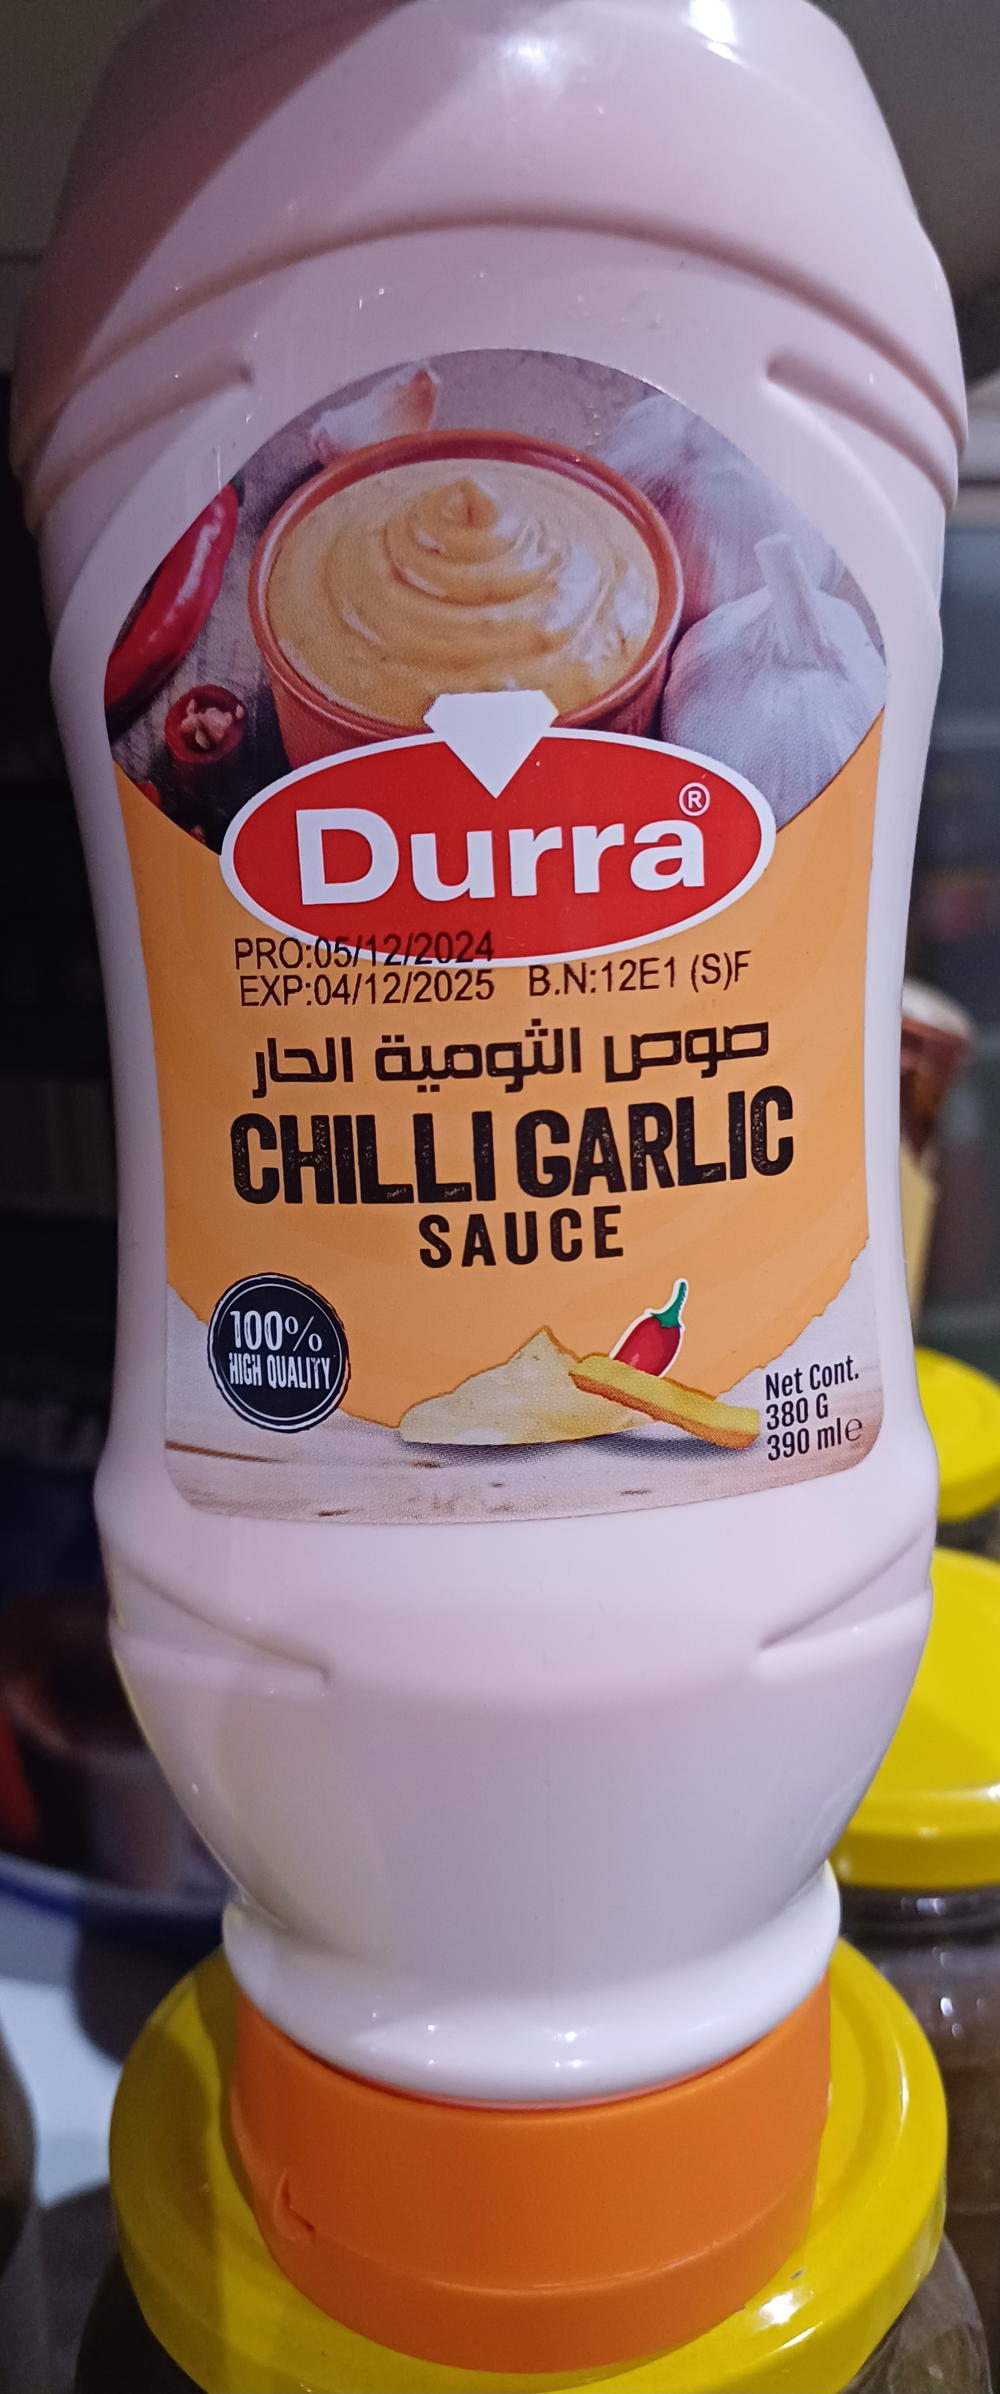 Durra®
PRO:05/12/2024
EXP:04/12/2025 B.N:12E1 (S)F
صوص الثومية الحار
CHILLI GARLIC
SAUCE
100%
HIGH QUALITY
Net Cont.
380 G
390 ml e